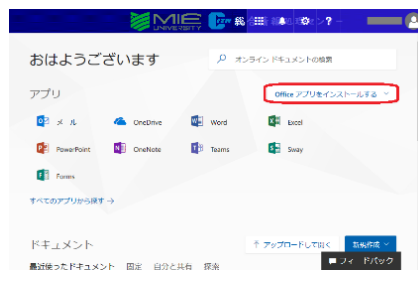 MIE
UNIVERSITY
?
おはようございます
オンライン ドキュメントの検索
アプリ
Office アプリをインストールする
メール
OneDrive
Word
Excel
PowerPoint
OneNote
Teams
Sway
Forms
すべてのアプリから探す →
ドキュメント
アップロードして開く
新規作成
最近使ったドキュメント 固定 自分と共有 探索
フィードバック